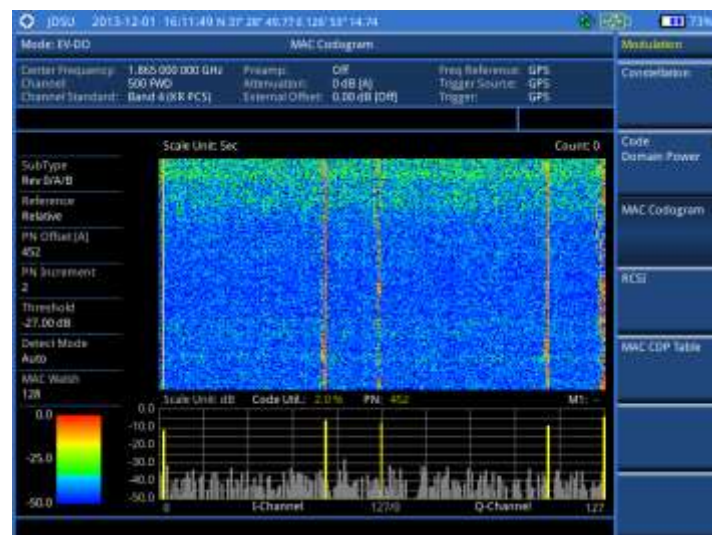 JDSU 2013-12-01 16:11:49 N 37° 28' 49.77 E 126° 53' 14.74 73%
Mode: EV-DO MAC Codogram Modulation
Center Frequency: 1.865 000 000 GHz Preamp: Off Freq Reference: GPS
Channel: 500 FWD Attenuation: 0 dB [A] Trigger Source: GPS
Channel Standard: Band 4 (KR PCS) External Offset: 0.00 dB [Off] Trigger: GPS
Constellation
Scale Unit: Sec Count: 0
Code
Domain Power
SubType
Rev 0/A/B
Reference
Relative
MAC Codogram
PN Offset [A]
452
PN Increment
2
RCSI
Threshold
-27.00 dB
Detect Mode
Auto
MAC CDP Table
MAC Walsh
128
Scale Unit: dB Code Util.: 2.0 % PN: 452 M1: --
0.0
-25.0
-50.0
0.0
-10.0
-20.0
-30.0
-40.0
-50.0
0 I-Channel 127/0 Q-Channel 127